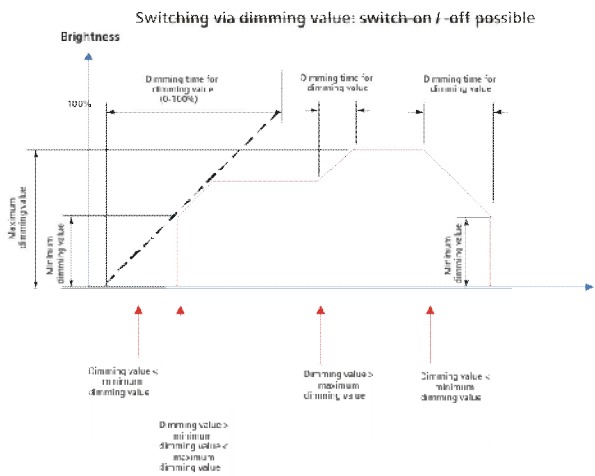 Switching via dimming value: switch-on / -off possible
Brightness
Dimming time for
dimming value
(0-100%)
Dimming time for
dimming value
Dimming time for
dimming value
100%
Maximum
dimming value
Minimum
dimming value
Minimum
dimming value
Dimming value <
minimum
dimming value
Dimming value >
minimum
dimming value <
maximum
dimming value
Dimming value >
maximum
dimming value
Dimming value <
minimum
dimming value